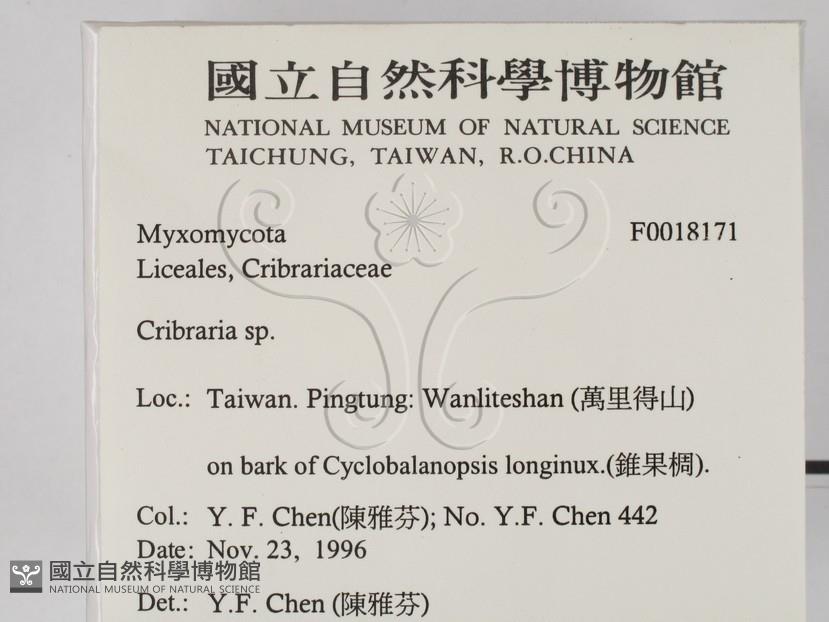 國立自然科學博物館
NATIONAL MUSEUM OF NATURAL SCIENCE
TAICHUNG, TAIWAN, R.O.CHINA
Myxomycota F0018171
Liceales, Cribrariaceae
Cribraria sp.
Loc.: Taiwan. Pingtung: Wanliteshan (萬里得山)
on bark of Cyclobalanopsis longinux.(錐果椆).
Col.: Y. F. Chen(陳雅芬); No. Y.F. Chen 442
Date: Nov. 23, 1996
Det.: Y.F. Chen (陳雅芬)
國立自然科學博物館
NATIONAL MUSEUM OF NATURAL SCIENCE